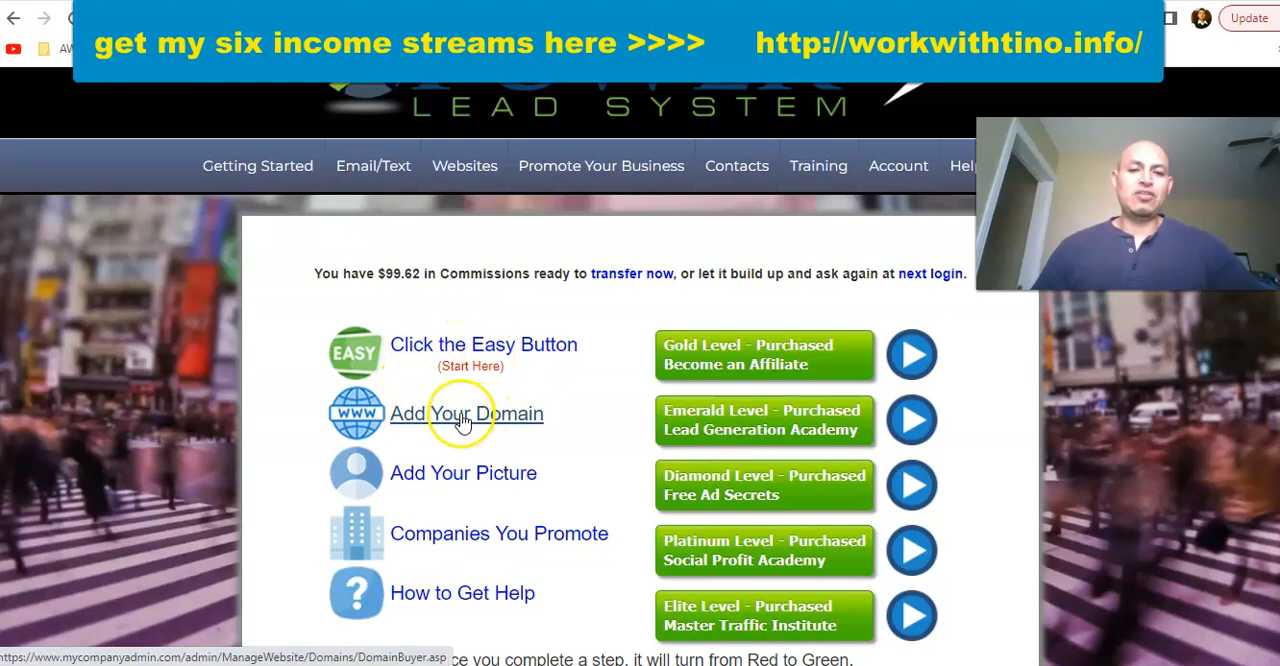 get my six income streams here >>>> http://workwithtino.info/
Update
LEAD SYSTEM
Getting Started Email/Text Websites Promote Your Business Contacts Training Account Help
You have $99.62 in Commissions ready to transfer now, or let it build up and ask again at next login.
EASY
Click the Easy Button
(Start Here)
WWW
Add Your Domain
Add Your Picture
Companies You Promote
?
How to Get Help
Gold Level - Purchased
Become an Affiliate
Emerald Level - Purchased
Lead Generation Academy
Diamond Level - Purchased
Free Ad Secrets
Platinum Level - Purchased
Social Profit Academy
Elite Level - Purchased
Master Traffic Institute
https://www.mycompanyadmin.com/admin/ManageWebsite/Domains/DomainBuyer.asp
you complete a step, it will turn from Red to Green.